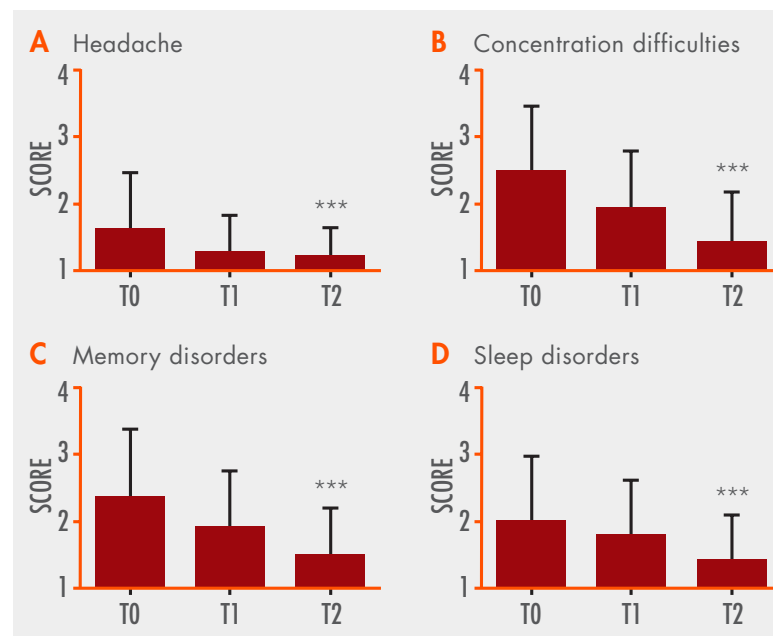 A Headache
4
3
2
1
SCORE
***
T0 T1 T2
B Concentration difficulties
4
3
2
1
SCORE
***
T0 T1 T2
C Memory disorders
4
3
2
1
SCORE
***
T0 T1 T2
D Sleep disorders
4
3
2
1
SCORE
***
T0 T1 T2